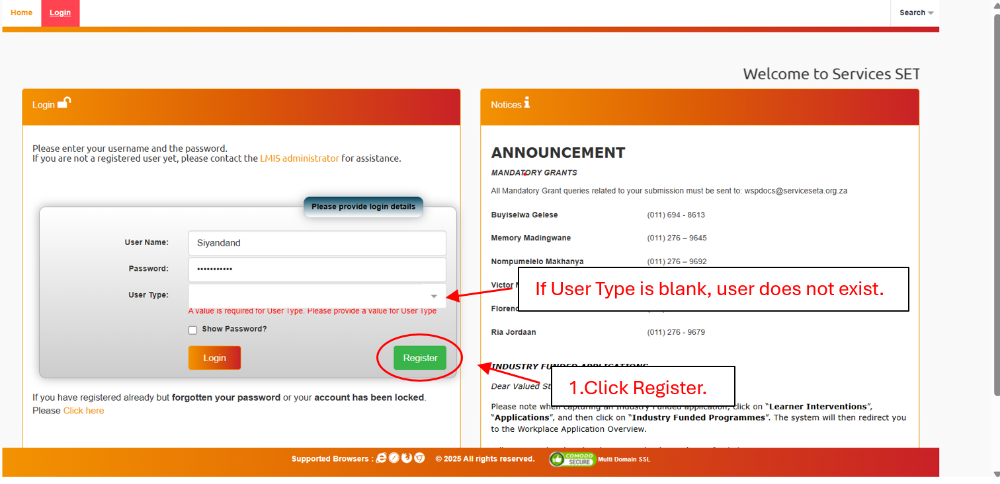 Home
Login
Search
Welcome to Services SET
Login
Please enter your username and the password.
If you are not a registered user yet, please contact the LMIS administrator for assistance.
Please provide login details
User Name:
Siyandand
Password:
•••••••••••
User Type:
A value is required for User Type. Please provide a value for User Type
Show Password?
Login
Register
If you have registered already but forgotten your password or your account has been locked.
Please Click here
Notices
ANNOUNCEMENT
MANDATORY GRANTS
All Mandatory Grant queries related to your submission must be sent to: wspdocs@serviceseta.org.za
Buyiselwa Gelese (011) 694 - 8613
Memory Madingwane (011) 276 – 9645
Nompumelelo Makhanya (011) 276 – 9692
Victor
If User Type is blank, user does not exist.
Ria Jordaan (011) 276 - 9679
INDUSTRY FUNDED APPLICATIONS
Dear Valued
1.Click Register.
Please note when capturing an Industry Funded application, click on “Learner Interventions”,
“Applications”, and then click on “Industry Funded Programmes”. The system will then redirect you
to the Workplace Application Overview.
Supported Browsers : © 2025 All rights reserved. COMODO SECURE Multi Domain SSL